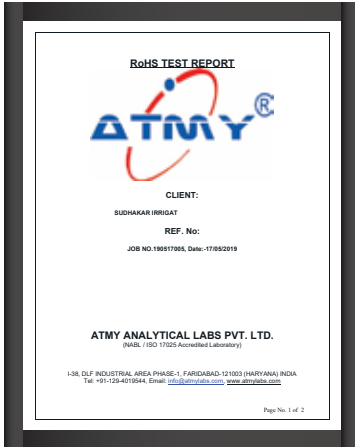 RoHS TEST REPORT
ATMY®
CLIENT:
SUDHAKAR IRRIGAT
REF. No:
JOB NO.190517005, Date:-17/05/2019
ATMY ANALYTICAL LABS PVT. LTD.
(NABL / ISO 17025 Accredited Laboratory)
I-38, DLF INDUSTRIAL AREA PHASE-1, FARIDABAD-121003 (HARYANA) INDIA
Tel: +91-129-4019544, Email: info@atmylabs.com, www.atmylabs.com
Page No. 1 of 2